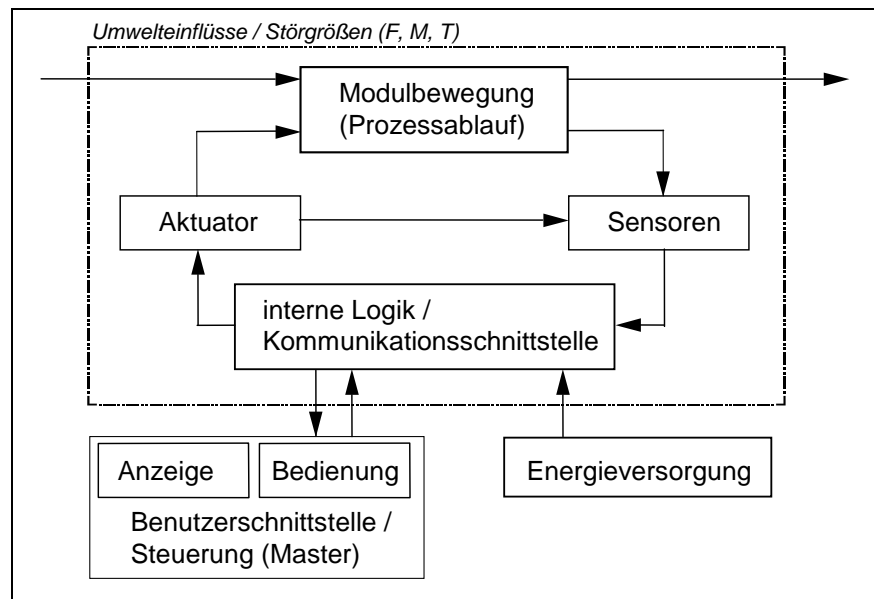 Umwelteinflüsse / Störgrößen (F, M, T)
Modulbewegung
(Prozessablauf)
Aktuator
Sensoren
interne Logik /
Kommunikationsschnittstelle
Anzeige
Bedienung
Energieversorgung
Benutzerschnittstelle /
Steuerung (Master)